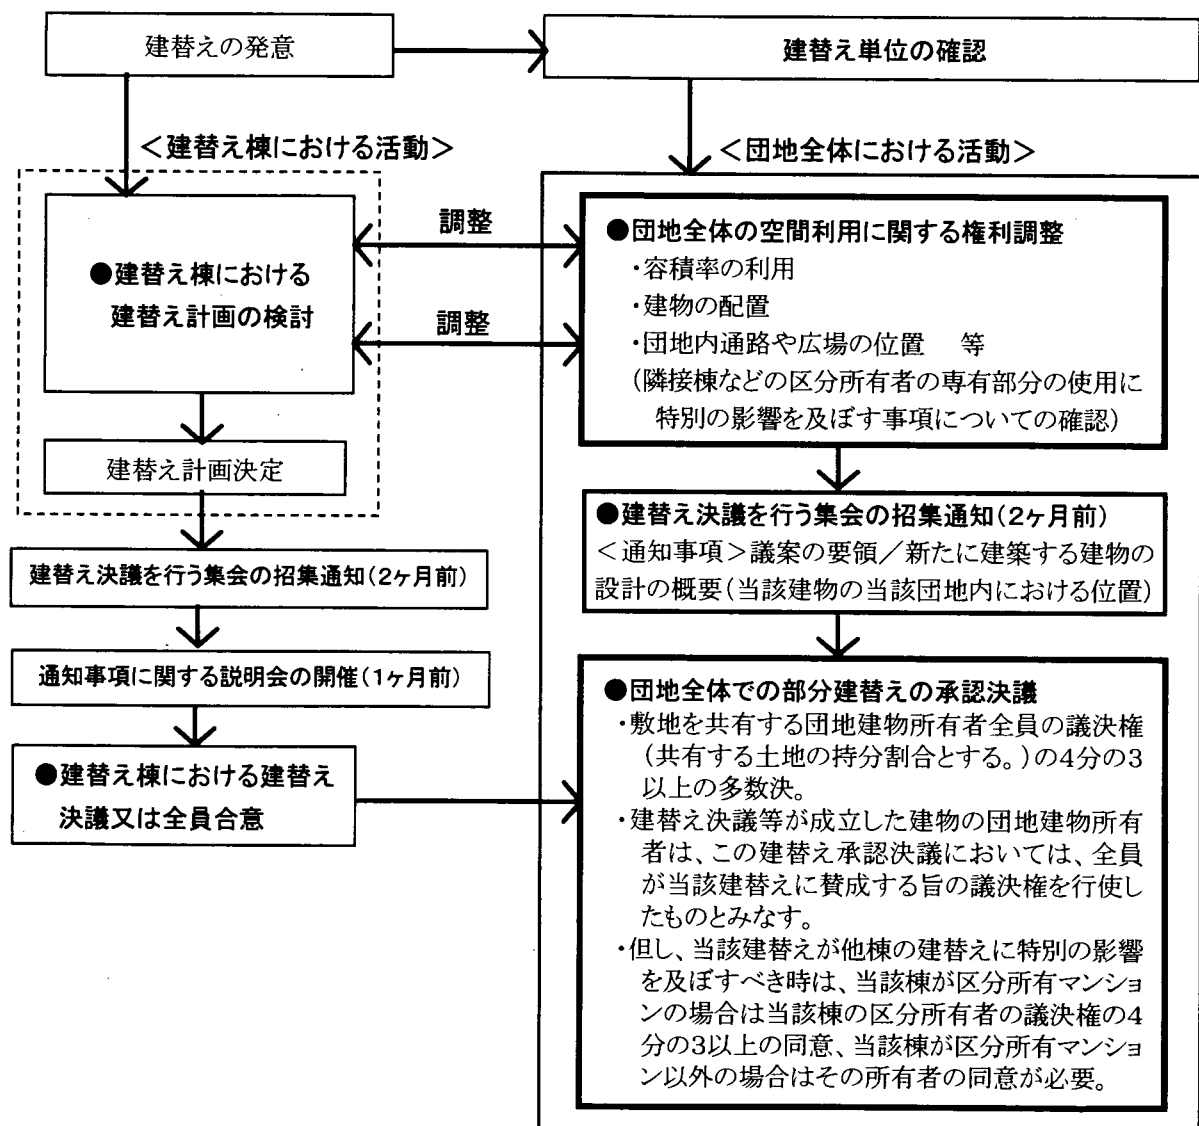 建替えの発意
建替え単位の確認
＜建替え棟における活動＞
＜団地全体における活動＞
●建替え棟における
建替え計画の検討
調整
調整
建替え計画決定
建替え決議を行う集会の招集通知(2ヶ月前)
通知事項に関する説明会の開催(1ヶ月前)
●建替え棟における建替え
決議又は全員合意
●団地全体の空間利用に関する権利調整
・容積率の利用
・建物の配置
・団地内通路や広場の位置　等
(隣接棟などの区分所有者の専有部分の使用に
特別の影響を及ぼす事項についての確認)
●建替え決議を行う集会の招集通知(2ヶ月前)
＜通知事項＞議案の要領／新たに建築する建物の
設計の概要(当該建物の当該団地内における位置)
●団地全体での部分建替えの承認決議
・敷地を共有する団地建物所有者全員の議決権
(共有する土地の持分割合とする。)の4分の3
以上の多数決。
・建替え決議等が成立した建物の団地建物所有
者は、この建替え承認決議においては、全員
が当該建替えに賛成する旨の議決権を行使し
たものとみなす。
・但し、当該建替えが他棟の建替えに特別の影響
を及ぼすべき時は、当該棟が区分所有マンショ
ンの場合は当該棟の区分所有者の議決権の4
分の3以上の同意、当該棟が区分所有マンショ
ン以外の場合はその所有者の同意が必要。